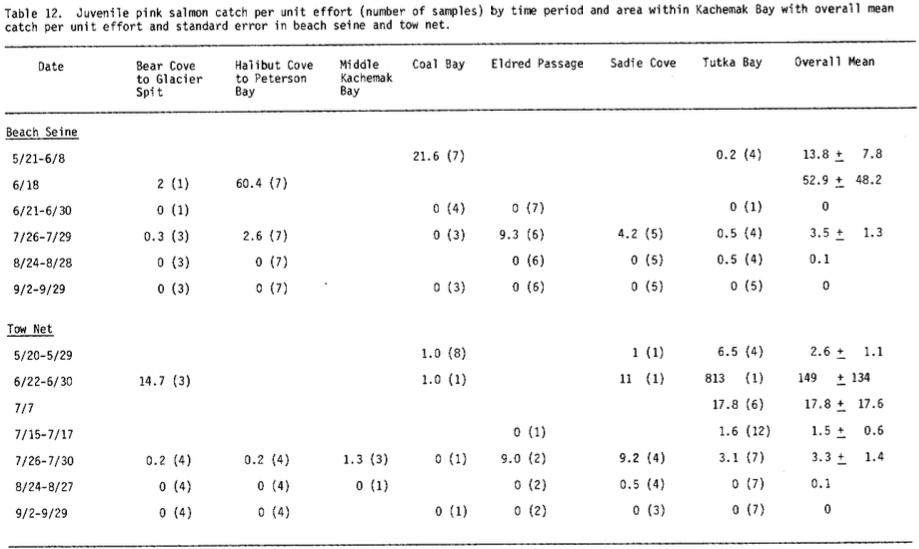 Table 12. Juvenile pink salmon catch per unit effort (number of samples) by time period and area within Kachemak Bay with overall mean
catch per unit effort and standard error in beach seine and tow net.
Date Bear Cove Halibut Cove Middle Coal Bay Eldred Passage Sadie Cove Tutka Bay Overall Mean
to Glacier to Peterson Kachemak
Spit Bay Bay
Beach Seine
5/21-6/8 21.6 (7) 0.2 (4) 13.8 ± 7.8
6/18 2 (1) 60.4 (7) 52.9 ± 48.2
6/21-6/30 0 (1) 0 (4) 0 (7) 0 (1) 0
7/26-7/29 0.3 (3) 2.6 (7) 0 (3) 9.3 (6) 4.2 (5) 0.5 (4) 3.5 ± 1.3
8/24-8/28 0 (3) 0 (7) 0 (6) 0 (5) 0.5 (4) 0.1
9/2-9/29 0 (3) 0 (7) 0 (3) 0 (6) 0 (5) 0 (5) 0
Tow Net
5/20-5/29 1.0 (8) 1 (1) 6.5 (4) 2.6 ± 1.1
6/22-6/30 14.7 (3) 1.0 (1) 11 (1) 813 (1) 149 ± 134
7/7 17.8 (6) 17.8 ± 17.6
7/15-7/17 0 (1) 1.6 (12) 1.5 ± 0.6
7/26-7/30 0.2 (4) 0.2 (4) 1.3 (3) 0 (1) 9.0 (2) 9.2 (4) 3.1 (7) 3.3 ± 1.4
8/24-8/27 0 (4) 0 (4) 0 (1) 0 (2) 0.5 (4) 0 (7) 0.1
9/2-9/29 0 (4) 0 (4) 0 (1) 0 (2) 0 (3) 0 (7) 0